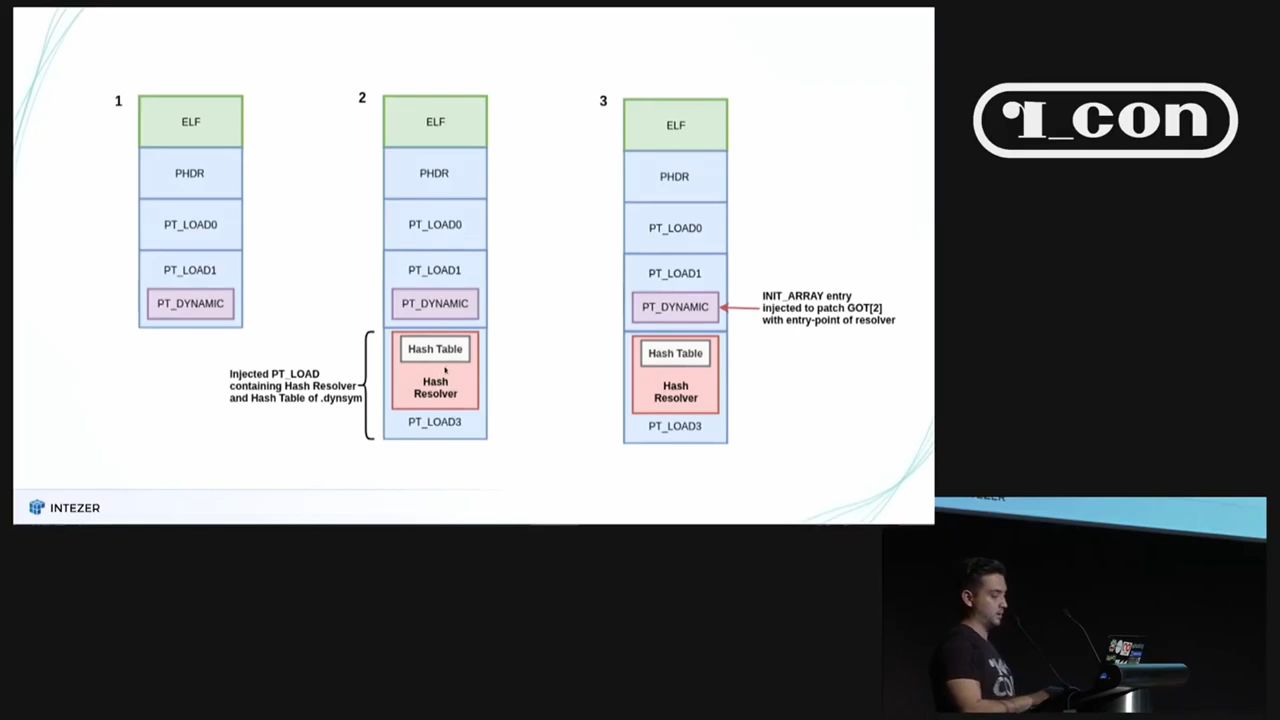 1
ELF
PHDR
PT_LOAD0
PT_LOAD1
PT_DYNAMIC
2
ELF
PHDR
PT_LOAD0
PT_LOAD1
PT_DYNAMIC
Hash Table
Hash
Resolver
PT_LOAD3
Injected PT_LOAD
containing Hash Resolver
and Hash Table of .dynsym
3
ELF
PHDR
PT_LOAD0
PT_LOAD1
PT_DYNAMIC
Hash Table
Hash
Resolver
PT_LOAD3
INIT_ARRAY entry
injected to patch GOT[2]
with entry-point of resolver
INTEZER
r2_con